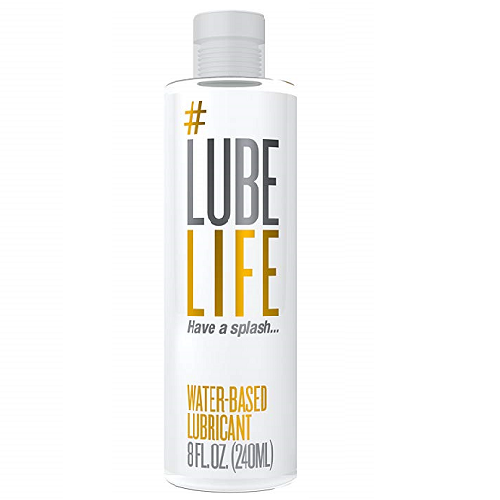 #
LUBE
LIFE
Have a splash...
WATER-BASED
LUBRICANT
8 FL. OZ. (240ML)